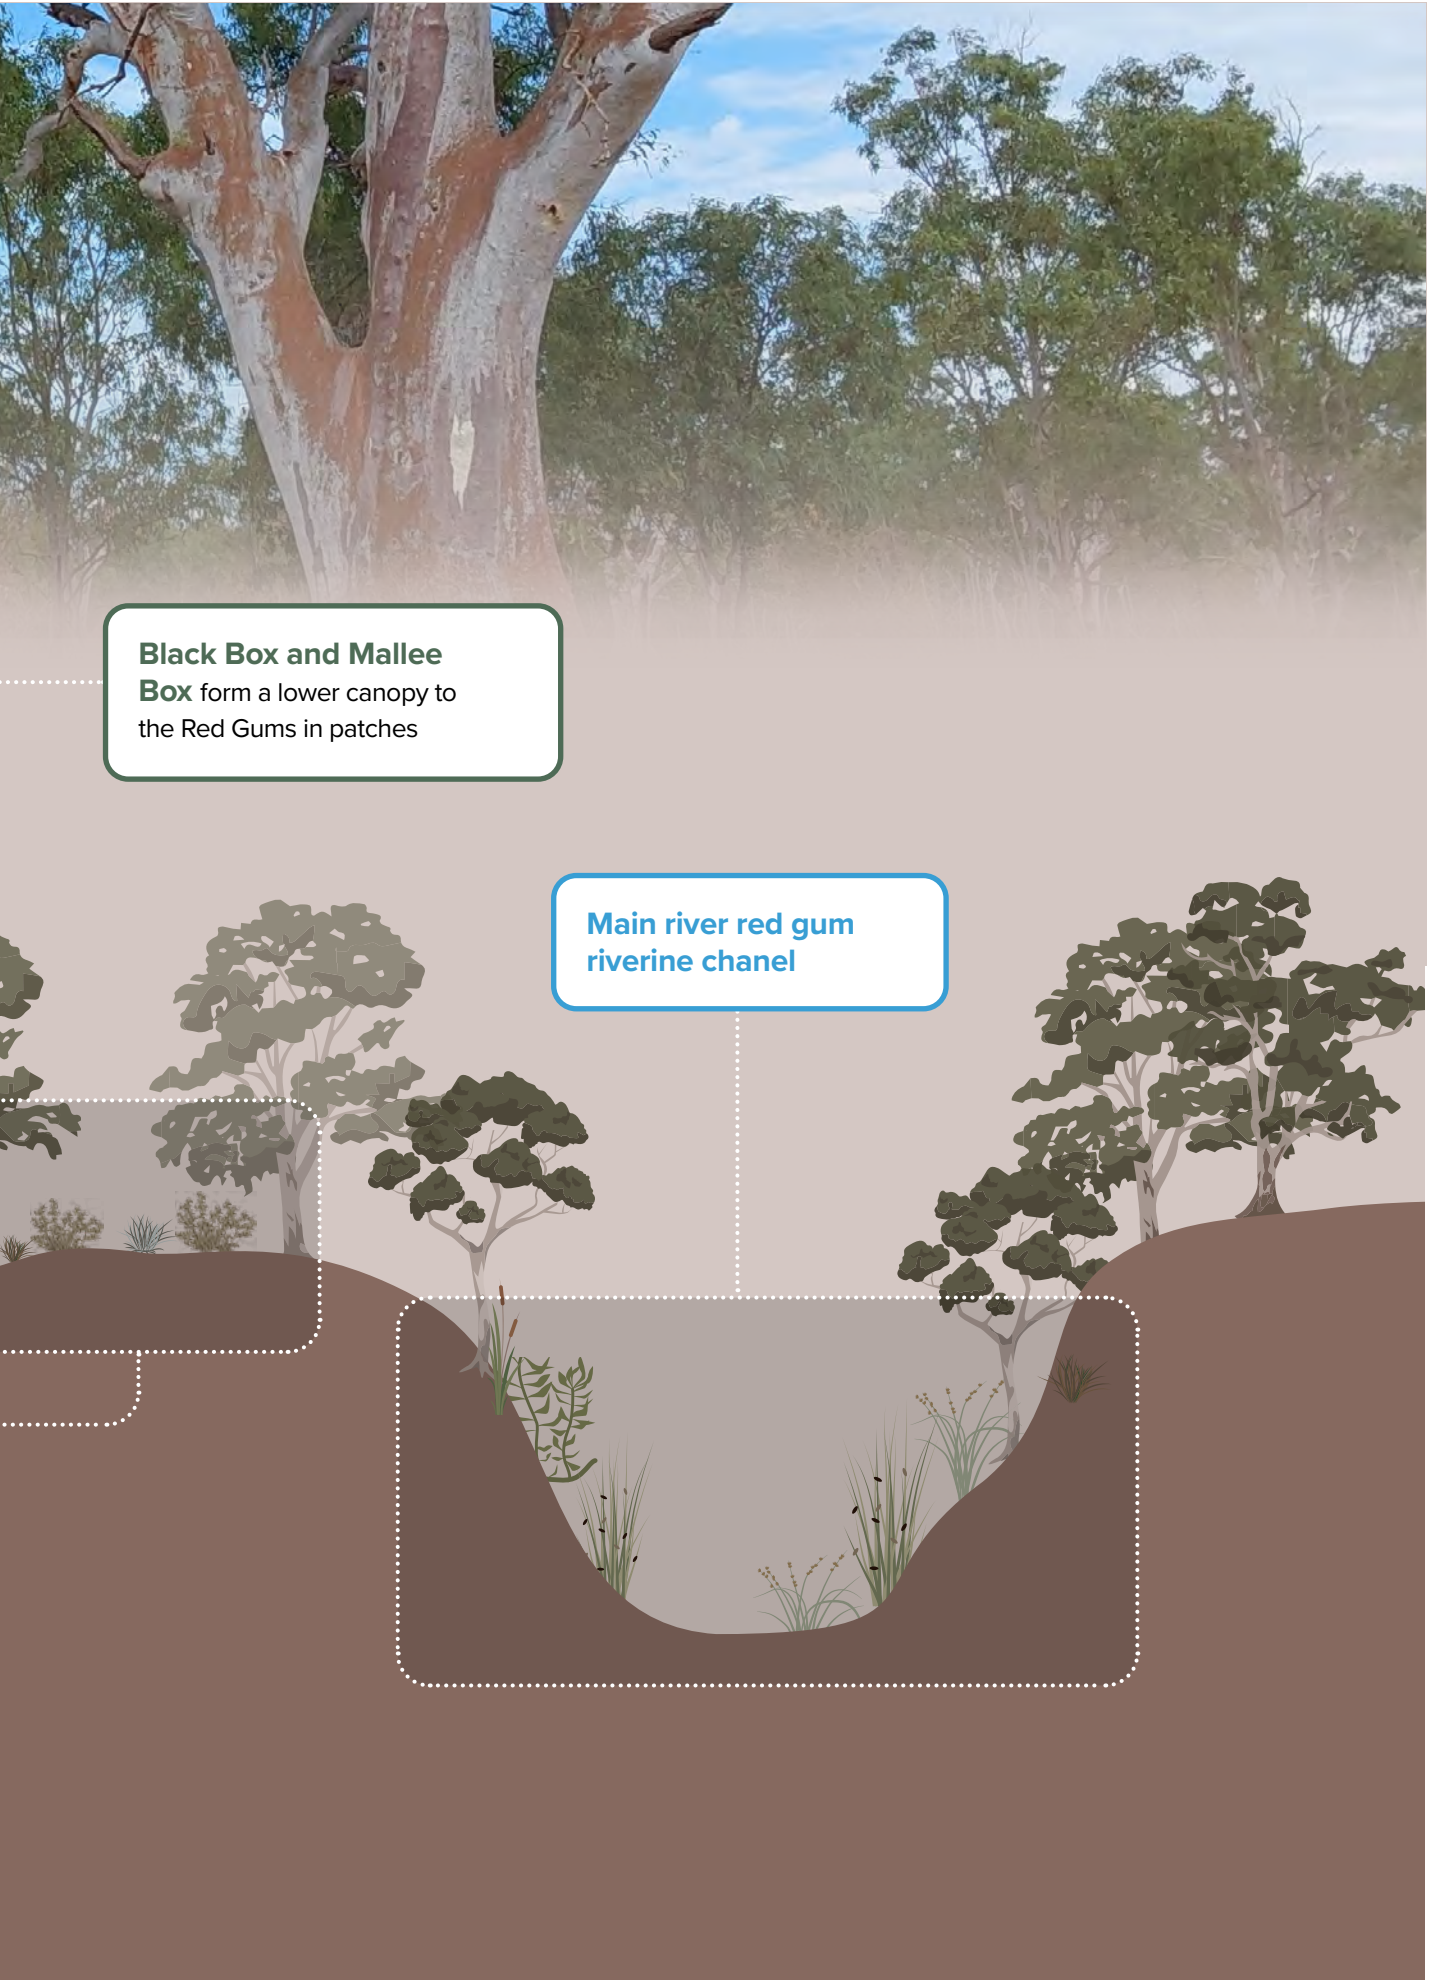 Black Box and Mallee
Box form a lower canopy to
the Red Gums in patches
Main river red gum
riverine chanel